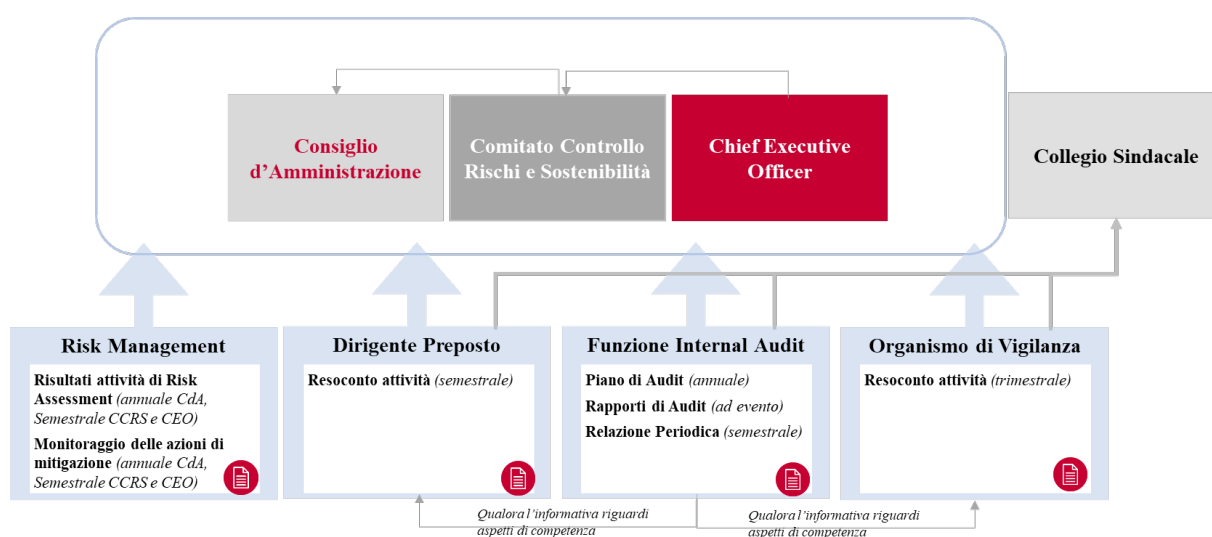 Consiglio
d'Amministrazione
Comitato Controllo
Rischi e Sostenibilità
Chief Executive
Officer
Collegio Sindacale
Risk Management
Risultati attività di Risk
Assessment (annuale CdA,
Semestrale CCRS e CEO)
Monitoraggio delle azioni di
mitigazione (annuale CdA,
Semestrale CCRS e CEO)
Dirigente Preposto
Resoconto attività (semestrale)
Funzione Internal Audit
Piano di Audit (annuale)
Rapporti di Audit (ad evento)
Relazione Periodica (semestrale)
Organismo di Vigilanza
Resoconto attività (trimestrale)
Qualora l'informativa riguardi
aspetti di competenza
Qualora l'informativa riguardi
aspetti di competenza